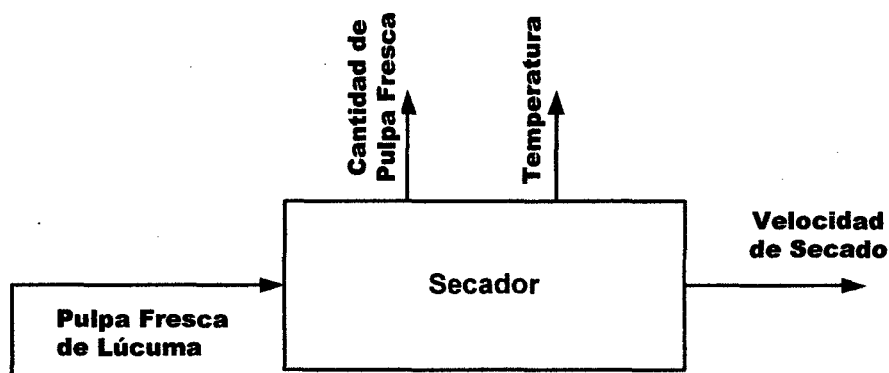 Cantidad de
Pulpa Fresca
Temperatura
Velocidad
de Secado
Secador
Pulpa Fresca
de Lúcuma